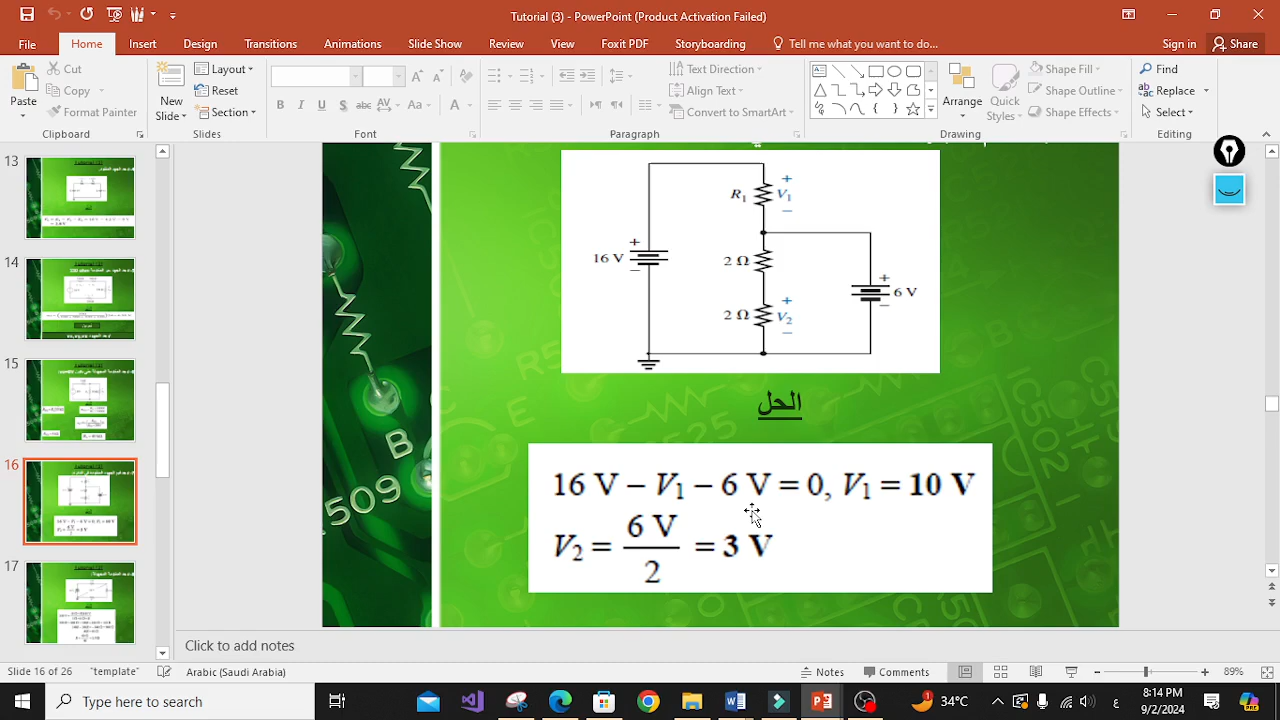 Tutorial (3) - PowerPoint (Product Activation Failed)
File Home Insert Design Transitions Animations Slide Show Review View Foxit PDF Storyboarding Tell me what you want to do... Sign in Share
Paste Cut Copy Format Painter
New Slide Layout Reset Section
B I U S abc AV Aa A
Text Direction Align Text Convert to SmartArt
Arrange Quick Styles Shape Fill Shape Outline Shape Effects
Find Replace Select
Clipboard Slides Font Paragraph Drawing Editing
13
14
15
16
17
R1
+
V1
−
16 V
+
−
2 Ω
+
6 V
−
2 Ω
+
V2
−
الحل
16 V − V1 − 6 V = 0, V1 = 10 V
V2 = 6 V / 2 = 3 V
B
509
Click to add notes
Slide 16 of 26 "template" Arabic (Saudi Arabia) Notes Comments 89%
Type here to search
34°C
8:14 PM
9/2/2024